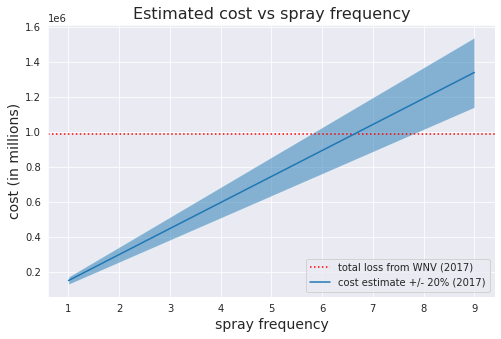 Estimated cost vs spray frequency
1e6
1.6
1.4
1.2
1.0
0.8
0.6
0.4
0.2
cost (in millions)
total loss from WNV (2017)
cost estimate +/- 20% (2017)
1 2 3 4 5 6 7 8 9
spray frequency